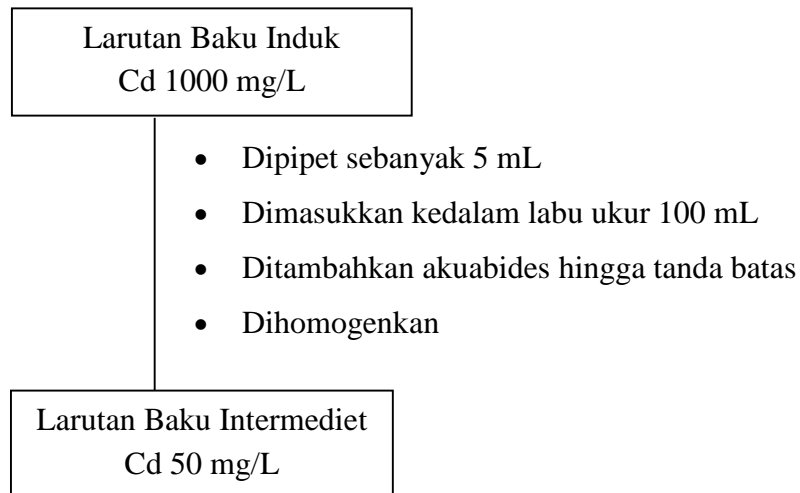 Larutan Baku Induk
Cd 1000 mg/L
• Dipipet sebanyak 5 mL
• Dimasukkan kedalam labu ukur 100 mL
• Ditambahkan akuabides hingga tanda batas
• Dihomogenkan
Larutan Baku Intermediet
Cd 50 mg/L